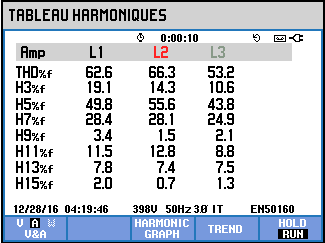 TABLEAU HARMONIQUES
0:00:10
Amp L1 L2 L3
THD%f 62.6 66.3 53.2
H3%f 19.1 14.3 10.6
H5%f 49.8 55.6 43.8
H7%f 28.4 28.1 24.9
H9%f 3.4 1.5 2.1
H11%f 11.5 12.8 8.8
H13%f 7.8 7.4 7.5
H15%f 2.0 0.7 1.3
12/28/16 04:19:46 398V 50Hz 3Ø IT EN50160
V A W HARMONIC TREND HOLD
V&A GRAPH RUN